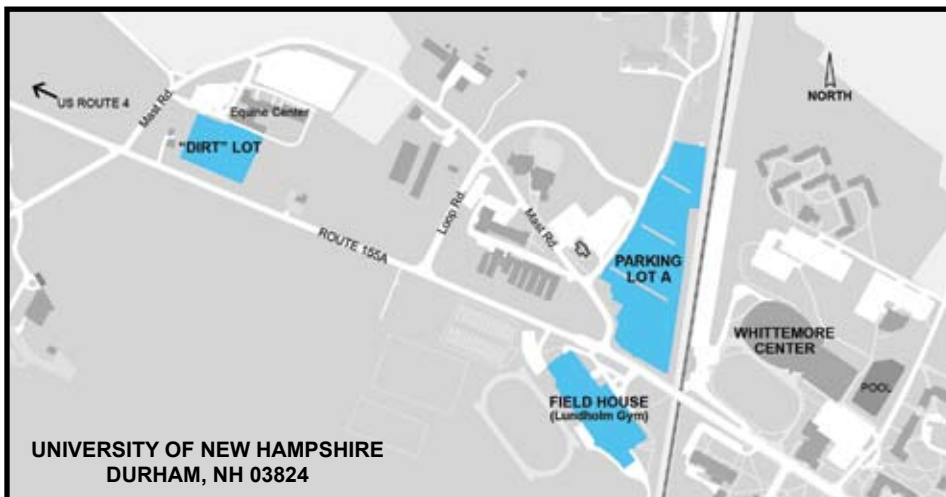 US ROUTE 4
Mast Rd.
Equine Center
"DIRT" LOT
NORTH
Loop Rd.
Mast Rd.
ROUTE 155A
PARKING
LOT A
WHITTEMORE
CENTER
POOL
FIELD HOUSE
(Lundholm Gym)
UNIVERSITY OF NEW HAMPSHIRE
DURHAM, NH 03824